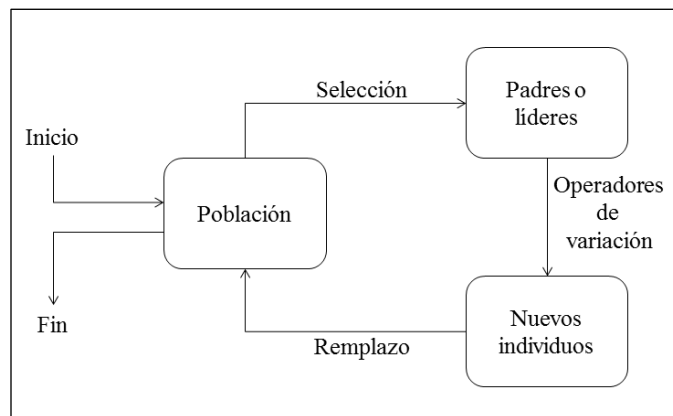 Inicio
Fin
Población
Selección
Padres o
líderes
Operadores
de
variación
Nuevos
individuos
Remplazo